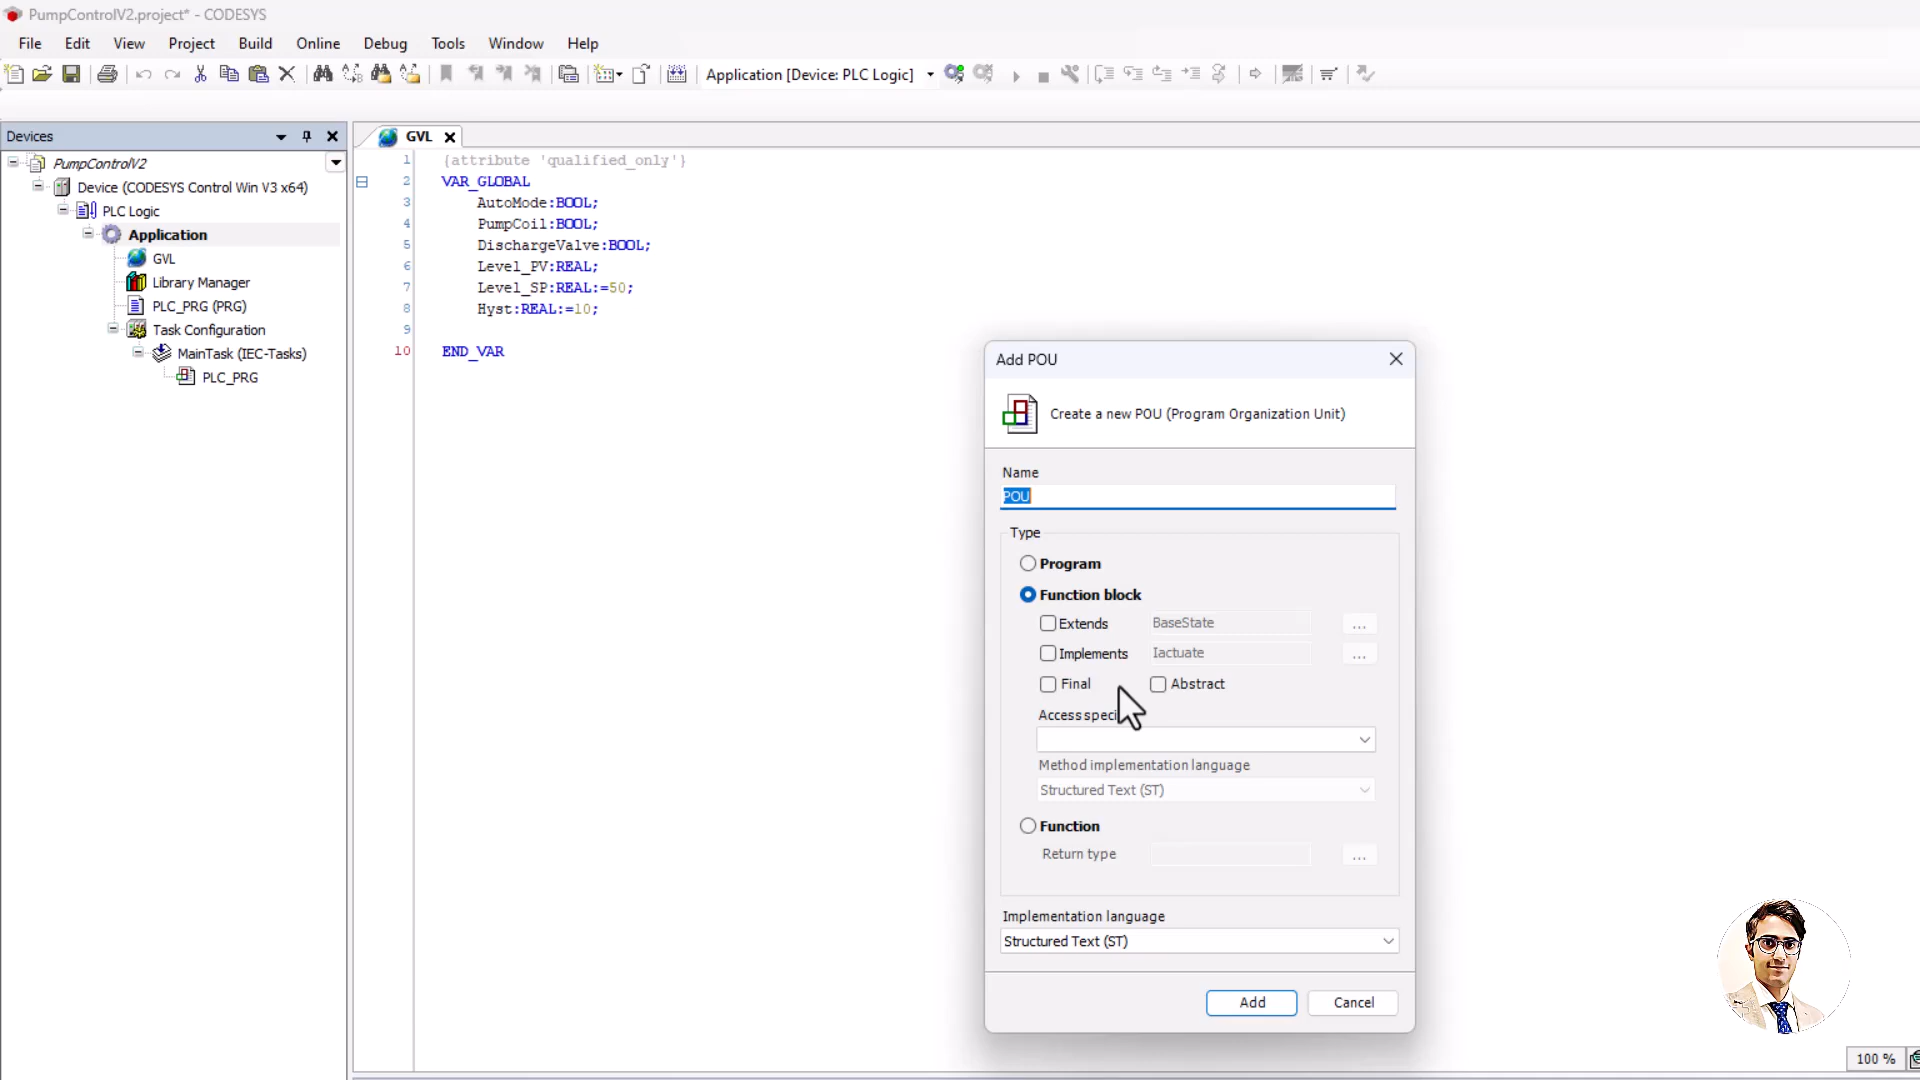 PumpControlV2.project* - CODESYS
File Edit View Project Build Online Debug Tools Window Help
Application [Device: PLC Logic]
Devices
PumpControlV2
Device (CODESYS Control Win V3 x64)
PLC Logic
Application
GVL
Library Manager
PLC_PRG (PRG)
Task Configuration
MainTask (IEC-Tasks)
PLC_PRG
GVL
1 {attribute 'qualified_only'}
2 VAR_GLOBAL
3 AutoMode:BOOL;
4 PumpCoil:BOOL;
5 DischargeValve:BOOL;
6 Level_PV:REAL;
7 Level_SP:REAL:=50;
8 Hyst:REAL:=10;
9
10 END_VAR
Add POU
Create a new POU (Program Organization Unit)
Name
POU
Type
Program
Function block
Extends BaseState ...
Implements Iactuate ...
Final Abstract
Access speci
Method implementation language
Structured Text (ST)
Function
Return type ...
Implementation language
Structured Text (ST)
Add Cancel
100 %